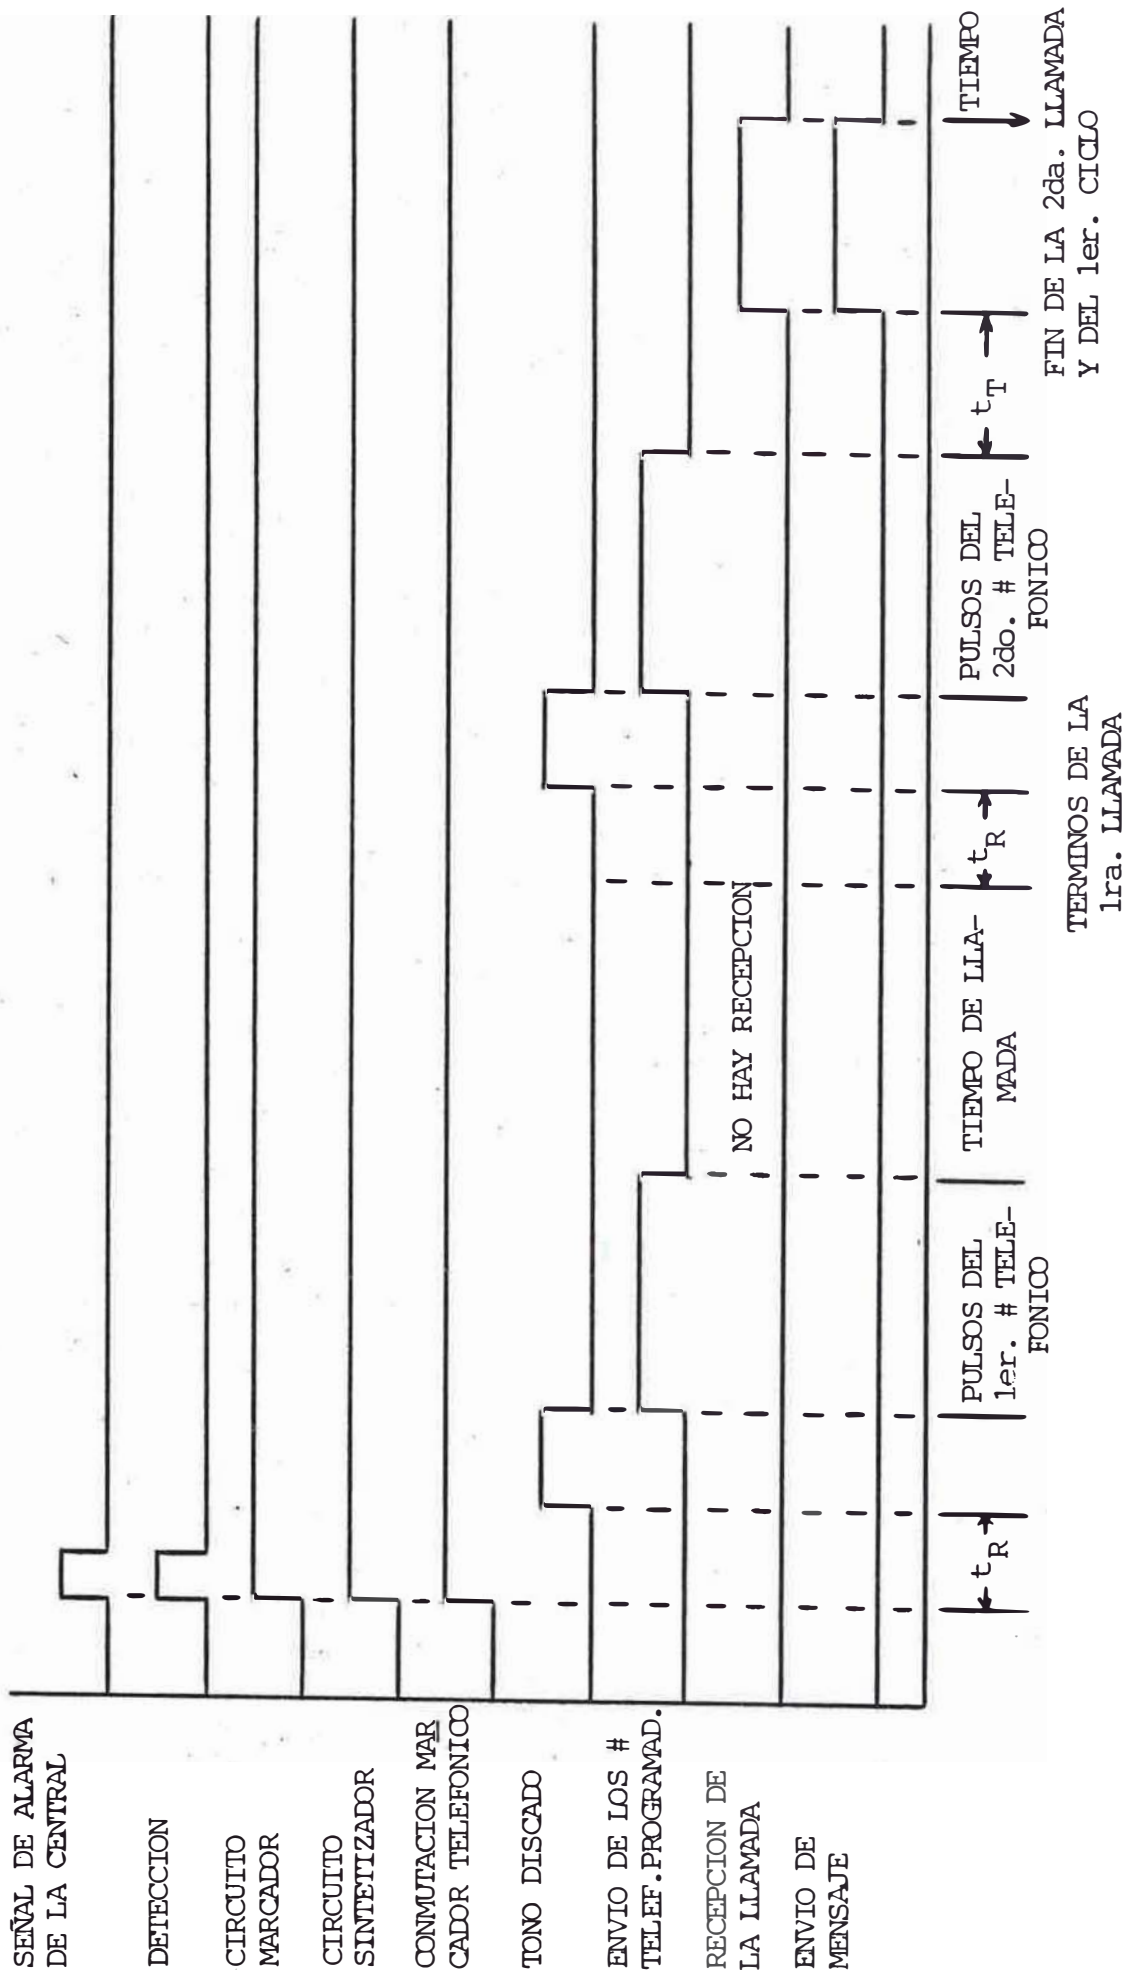 SEÑAL DE ALARMA
DE LA CENTRAL
DETECCION
CIRCUITO
MARCADOR
CIRCUITO
SINTETIZADOR
CONMUTACION MAR
CADOR TELEFONICO
TONO DISCADO
ENVIO DE LOS #
TELEF.PROGRAMAD.
RECEPCION DE
LA LLAMADA
ENVIO DE
MENSAJE
NO HAY RECEPCION
tR
PULSOS DEL
1er. # TELE-
FONICO
TIEMPO DE LLA-
MADA
tR
TERMINOS DE LA
1ra. LLAMADA
PULSOS DEL
2do. # TELE-
FONICO
tT
TIEMPO
FIN DE LA 2da. LLAMADA
Y DEL 1er. CICLO